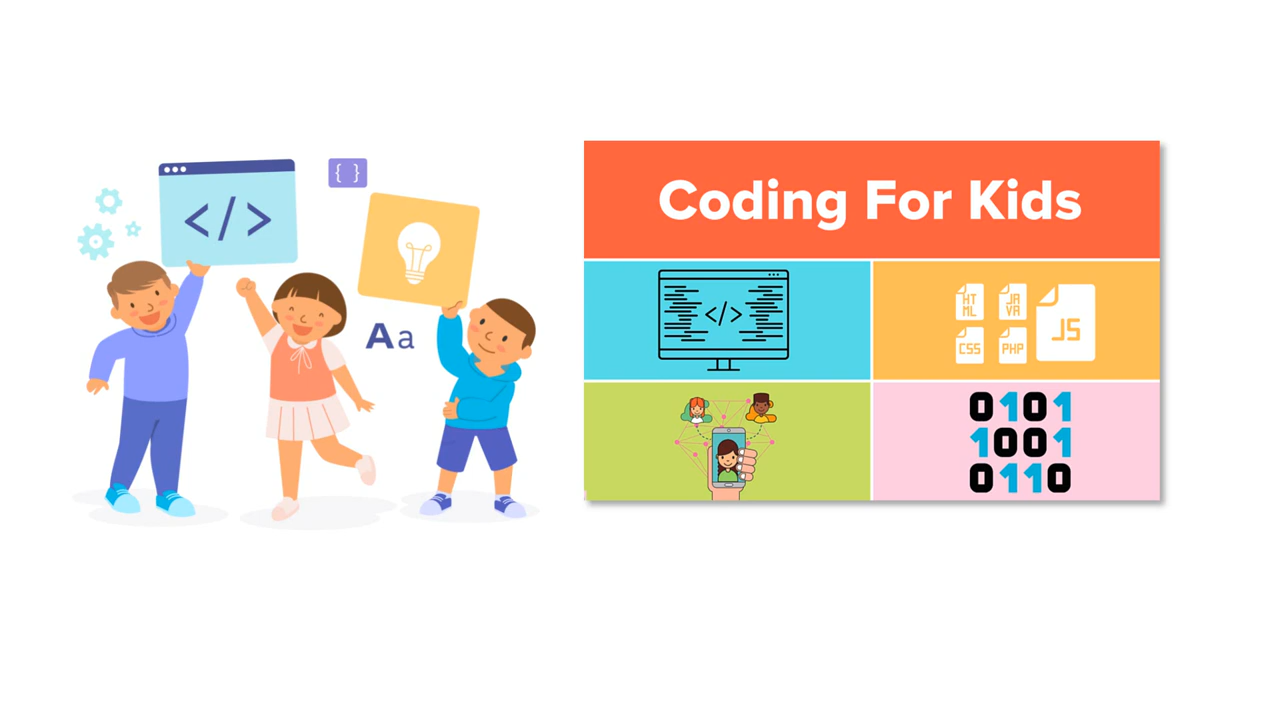 </>
{ }
Aa
Coding For Kids
</>
HT
ML
JA
VA
JS
CSS
PHP
0101
1001
0110